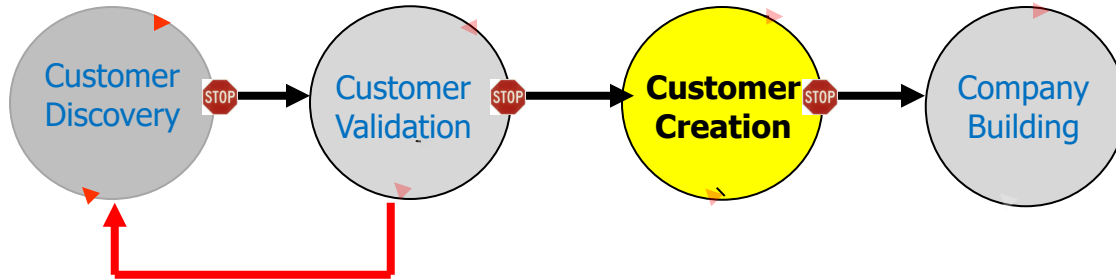 Customer
Discovery
STOP
Customer
Validation
STOP
Customer
Creation
STOP
Company
Building